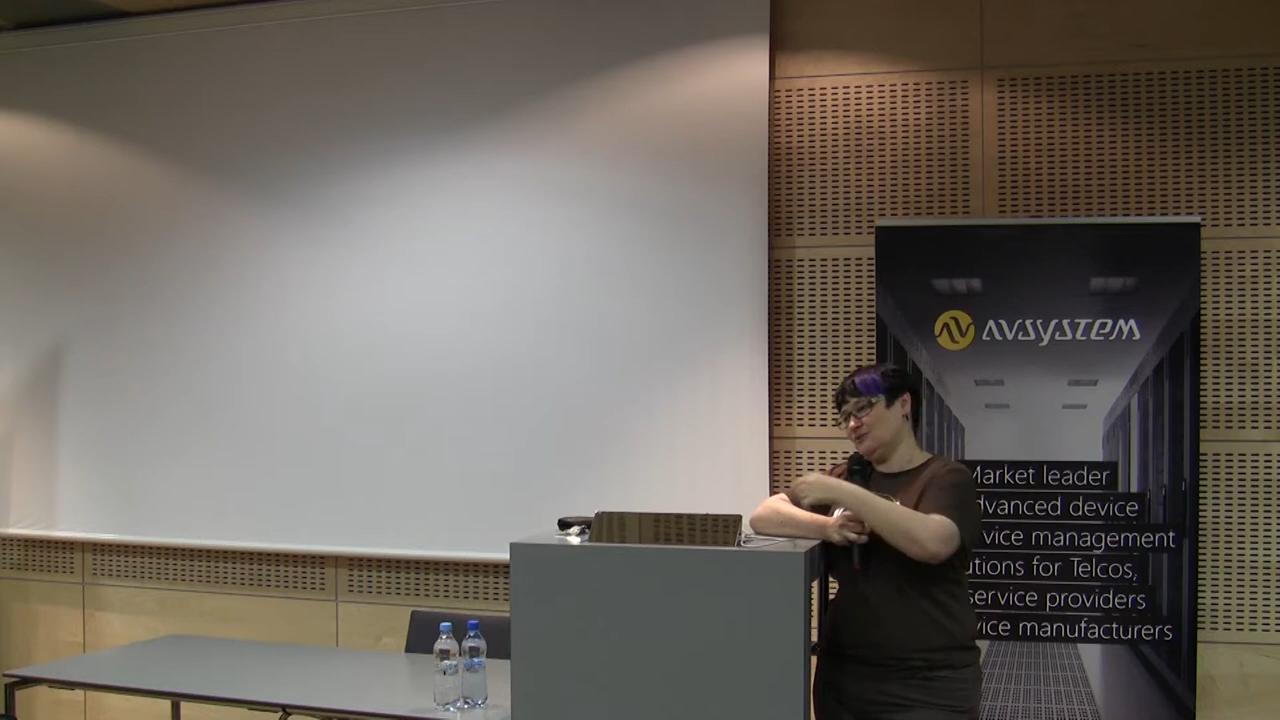 AVSYSTEM
Market leader
dvanced device
vice management
utions for Telcos,
service providers
vice manufacturers